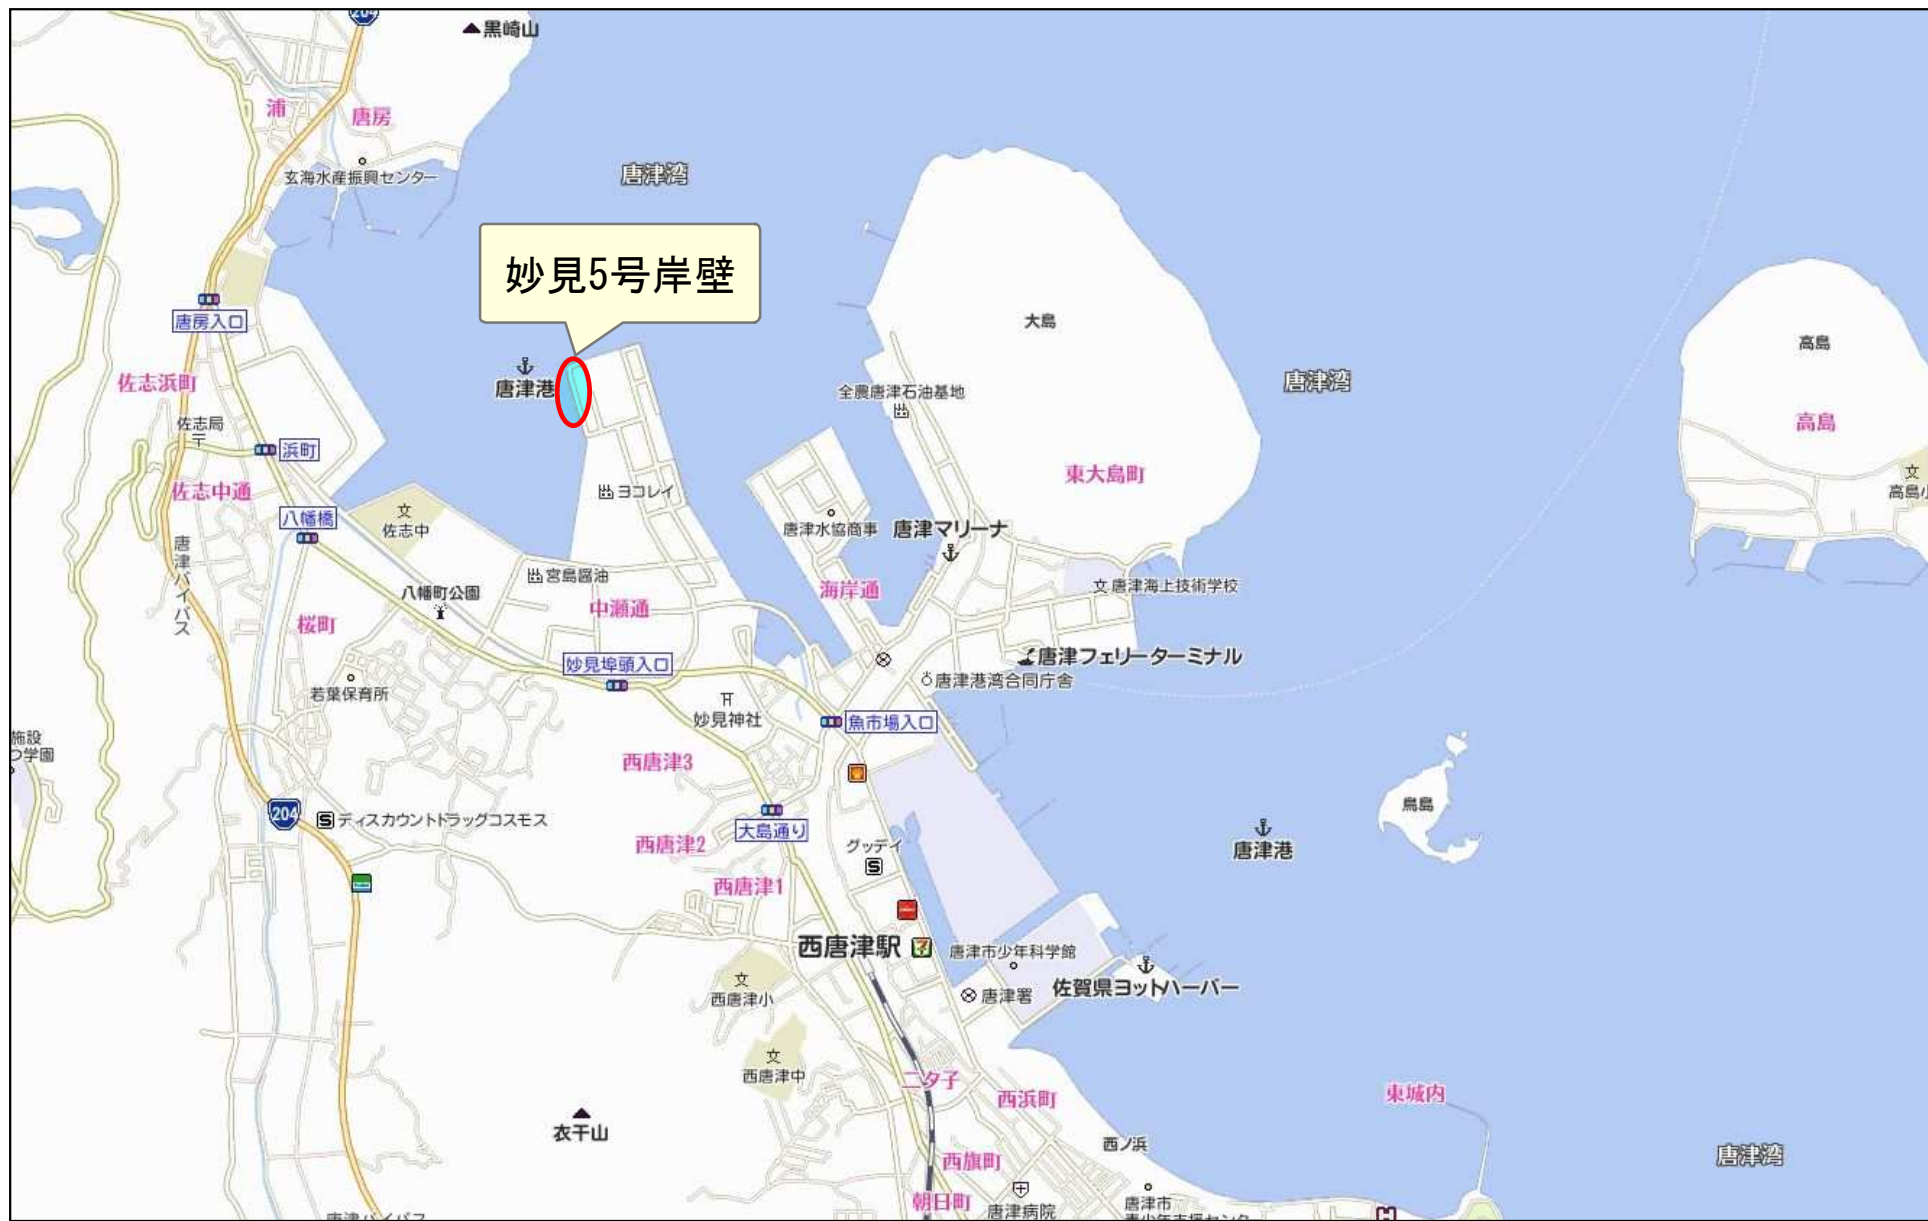 204
黒崎山
浦
唐房
玄海水産振興センター
唐津湾
妙見5号岸壁
唐房入口
大島
高島
唐津港
佐志浜町
唐津湾
全農唐津石油基地
高島
佐志局
浜町
東大島町
文
佐志中通
ヨコレイ
八幡橋
文
佐志中
唐津水協商事
唐津マリーナ
唐津バイパス
宮島醤油
文唐津海上技術学校
八幡町公園
海岸通
中瀬通
桜町
妙見埠頭入口
唐津フェリーターミナル
唐津港湾合同庁舎
若葉保育所
妙見神社
魚市場入口
施設
つ学園
西唐津3
鳥島
204
ディスカウントドラッグコスモス
大島通り
西唐津2
グッデイ
唐津港
西唐津1
西唐津駅
唐津市少年科学館
文
西唐津小
唐津署
佐賀県ヨットハーバー
文
西唐津中
二タ子
西浜町
東城内
衣干山
西ノ浜
唐津湾
西旗町
朝日町
唐津病院
唐津市